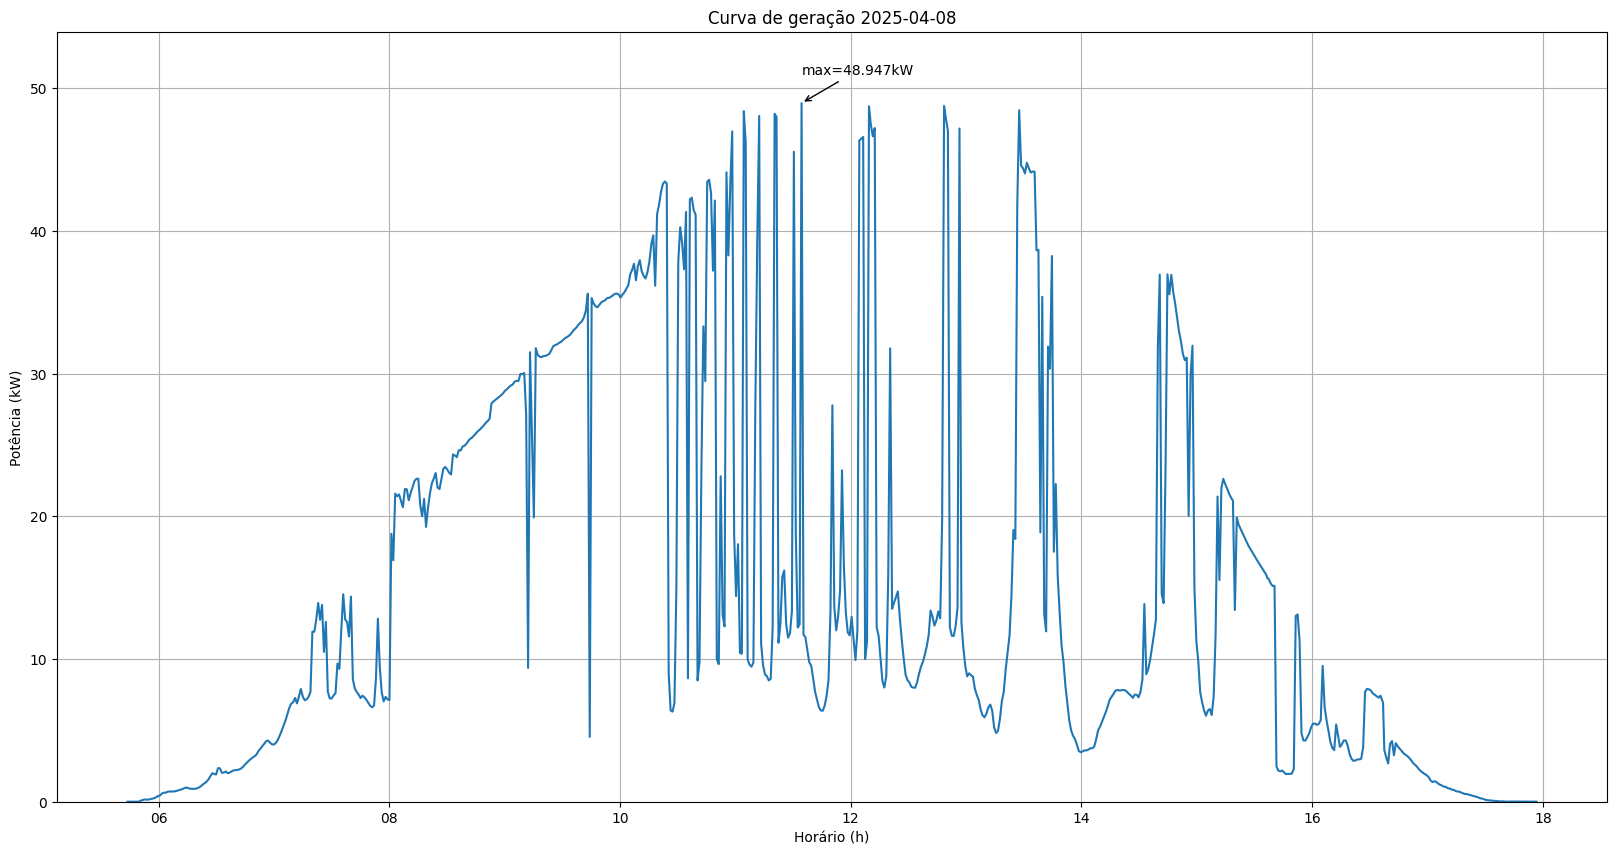 Curva de geração 2025-04-08
max=48.947kW
50
40
30
20
10
0
Potência (kW)
06 08 10 12 14 16 18
Horário (h)